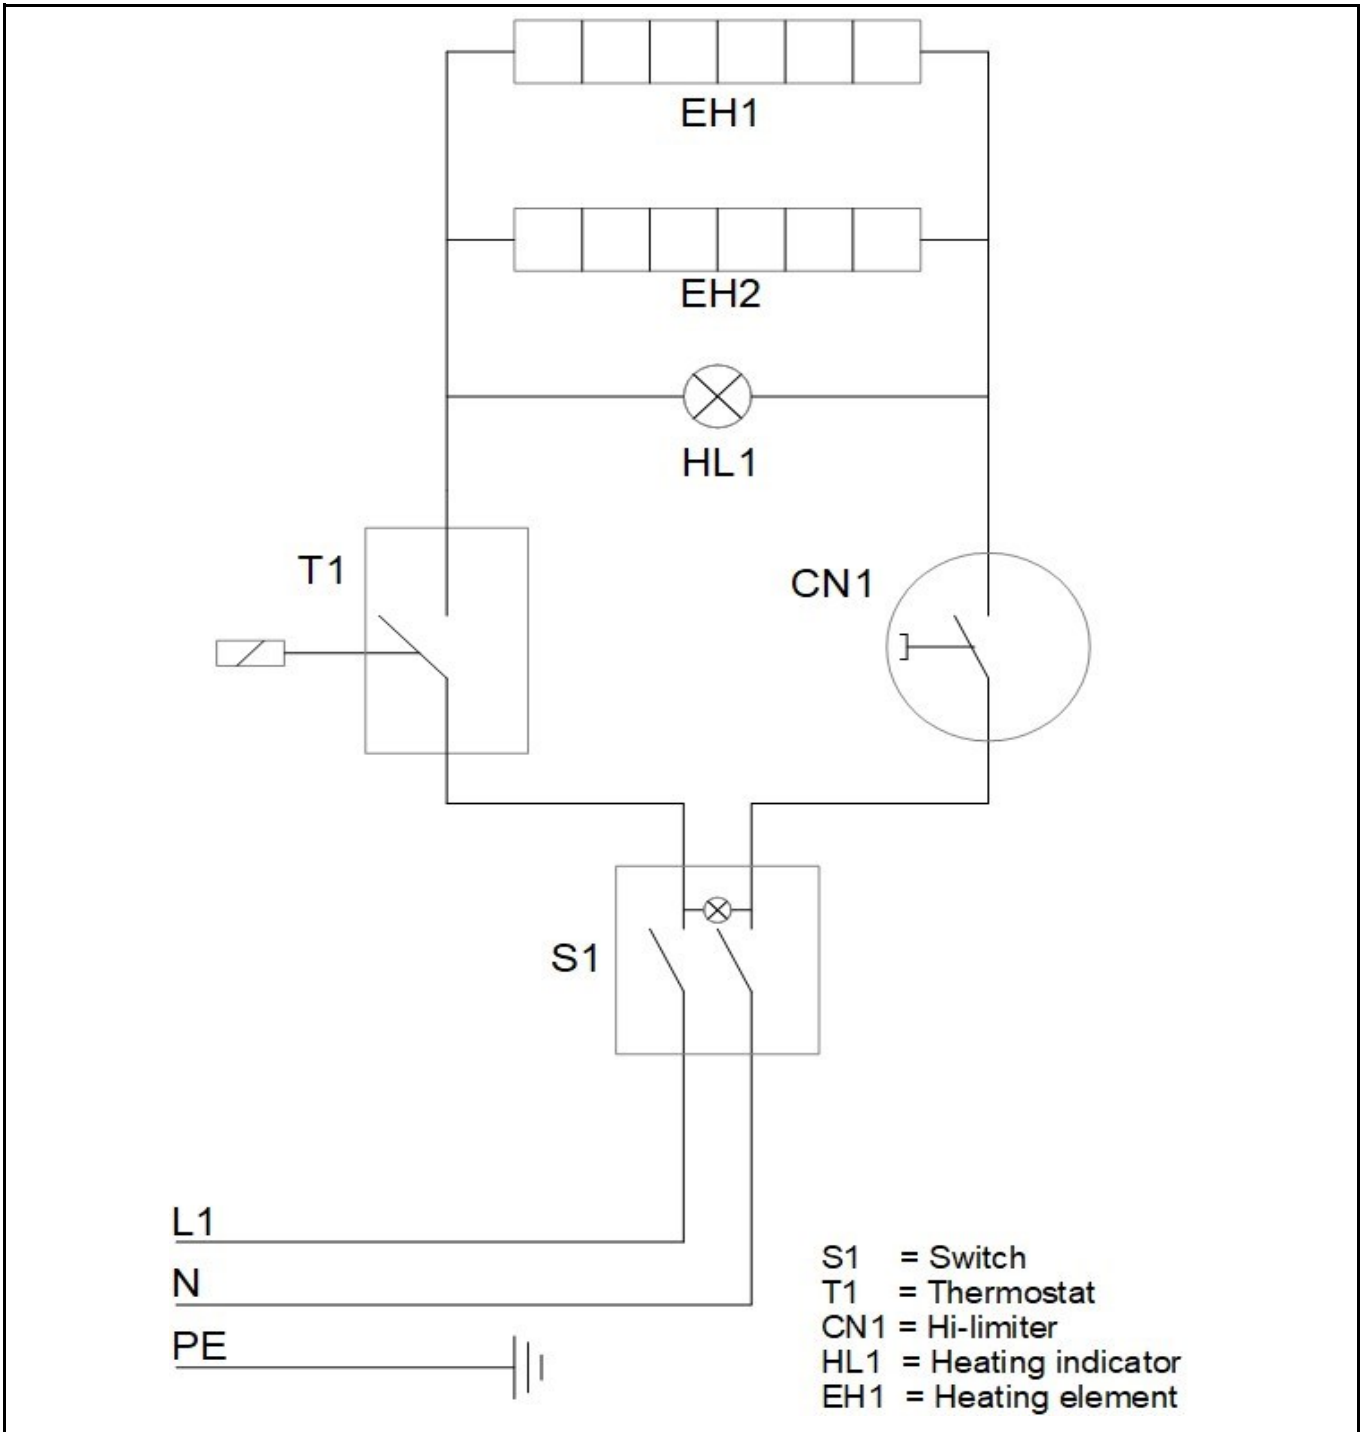 EH1
EH2
HL1
T1
CN1
S1
L1
N
PE
S1 = Switch
T1 = Thermostat
CN1 = Hi-limiter
HL1 = Heating indicator
EH1 = Heating element